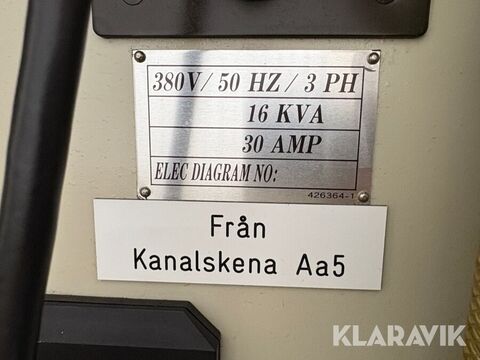 380V/ 50 HZ / 3 PH
16 KVA
30 AMP
ELEC DIAGRAM NO:
426364-1
Från
Kanalskena Aa5
KLARAVIK